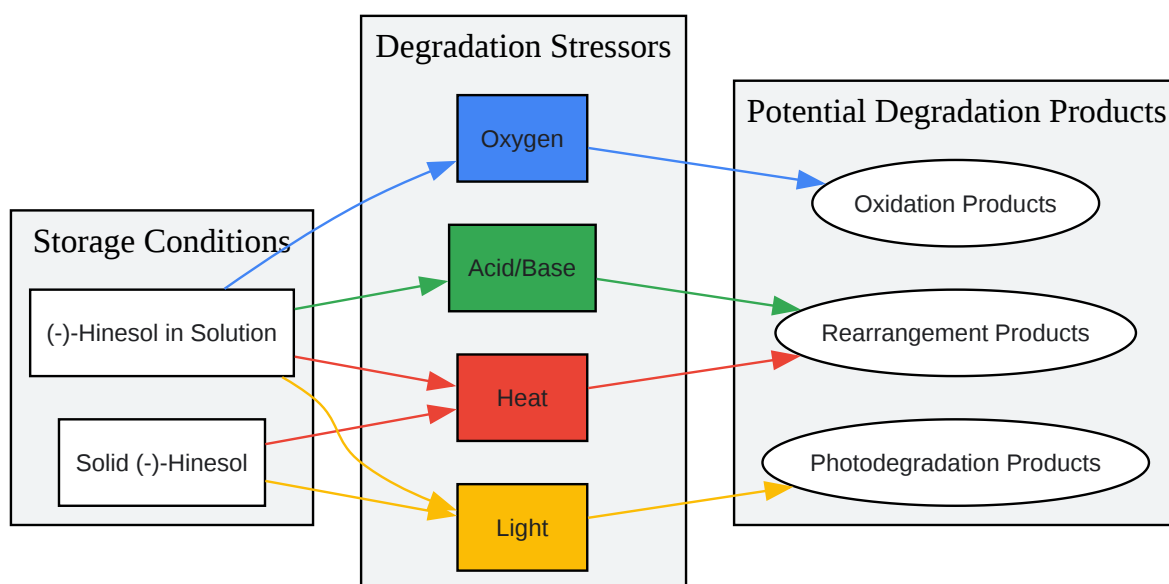 Storage Conditions
(-)-Hinesol in Solution
Solid (-)-Hinesol
Degradation Stressors
Oxygen
Acid/Base
Heat
Light
Potential Degradation Products
Oxidation Products
Rearrangement Products
Photodegradation Products